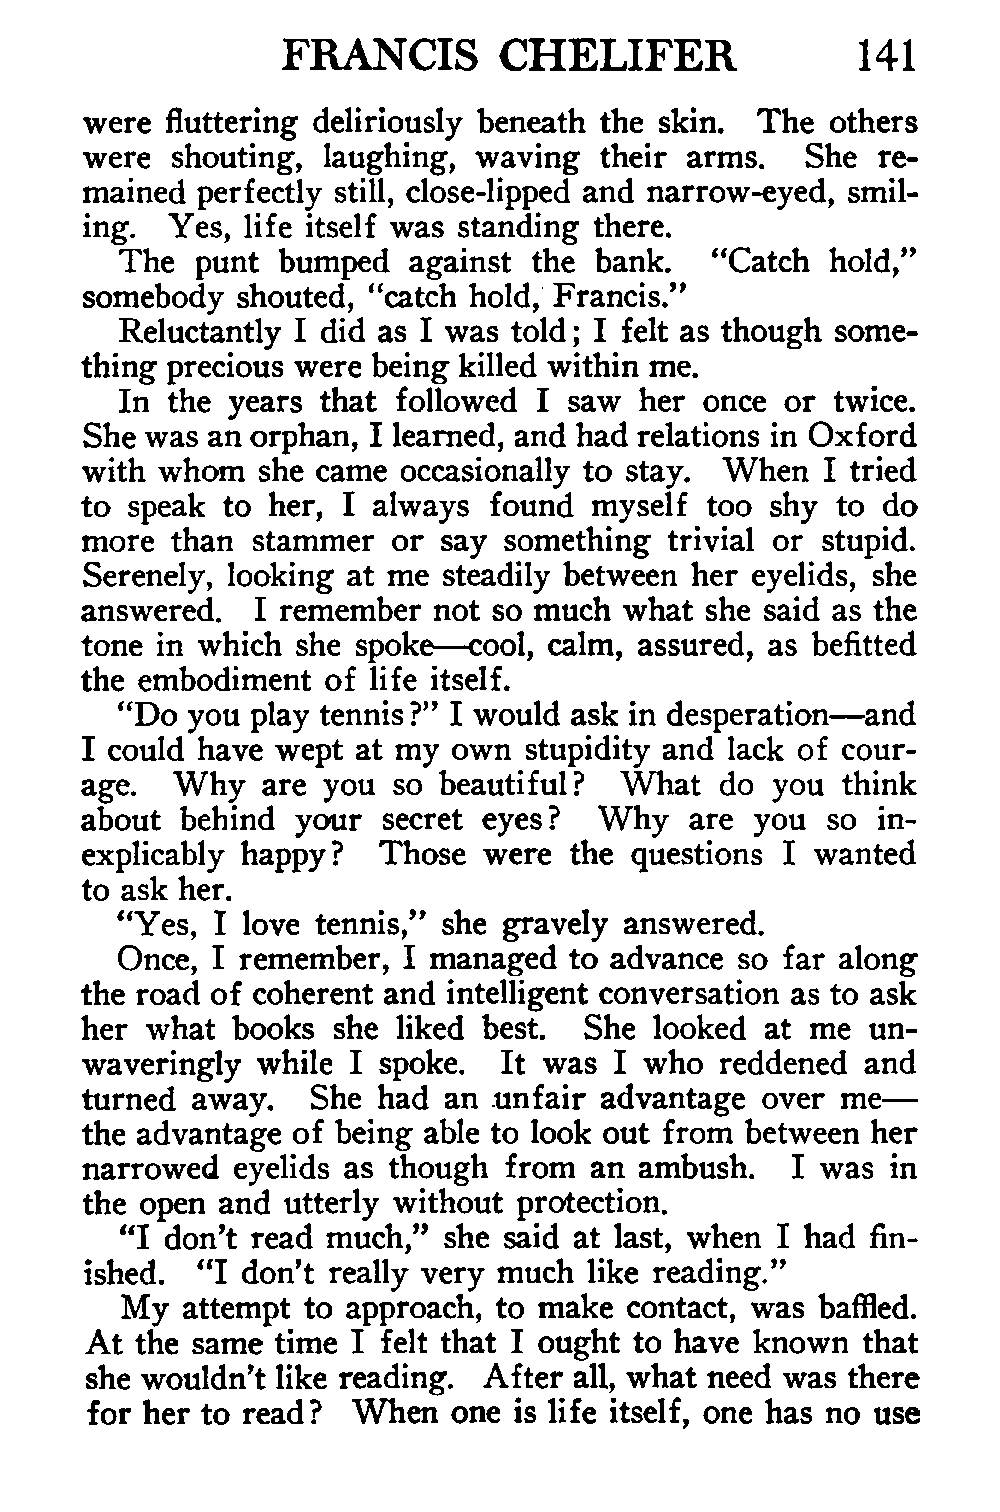 FRANCIS CHELIFER 141
were fluttering deliriously beneath the skin. The others
were shouting, laughing, waving their arms. She re-
mained perfectly still, close-lipped and narrow-eyed, smil-
ing. Yes, life itself was standing there.
The punt bumped against the bank. “Catch hold,”
somebody shouted, “catch hold, Francis.”
Reluctantly I did as I was told; I felt as though some-
thing precious were being killed within me.
In the years that followed I saw her once or twice.
She was an orphan, I learned, and had relations in Oxford
with whom she came occasionally to stay. When I tried
to speak to her, I always found myself too shy to do
more than stammer or say something trivial or stupid.
Serenely, looking at me steadily between her eyelids, she
answered. I remember not so much what she said as the
tone in which she spoke—cool, calm, assured, as befitted
the embodiment of life itself.
“Do you play tennis?” I would ask in desperation—and
I could have wept at my own stupidity and lack of cour-
age. Why are you so beautiful? What do you think
about behind your secret eyes? Why are you so in-
explicably happy? Those were the questions I wanted
to ask her.
“Yes, I love tennis,” she gravely answered.
Once, I remember, I managed to advance so far along
the road of coherent and intelligent conversation as to ask
her what books she liked best. She looked at me un-
waveringly while I spoke. It was I who reddened and
turned away. She had an unfair advantage over me—
the advantage of being able to look out from between her
narrowed eyelids as though from an ambush. I was in
the open and utterly without protection.
“I don’t read much,” she said at last, when I had fin-
ished. “I don’t really very much like reading.”
My attempt to approach, to make contact, was baffled.
At the same time I felt that I ought to have known that
she wouldn’t like reading. After all, what need was there
for her to read? When one is life itself, one has no use